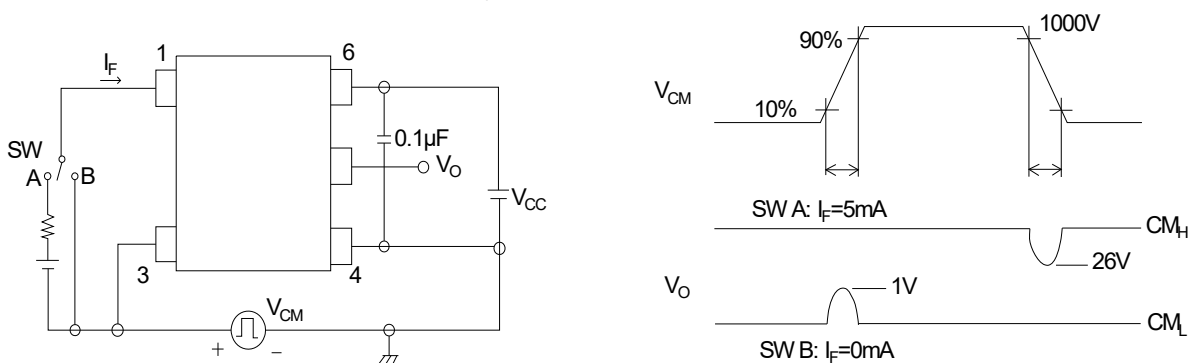 1
6
I_F
SW
A
B
0.1µF
V_O
V_CC
3
4
V_CM
+
–
1000V
90%
V_CM
10%
SW A: I_F=5mA
CM_H
26V
V_O
1V
CM_L
SW B: I_F=0mA